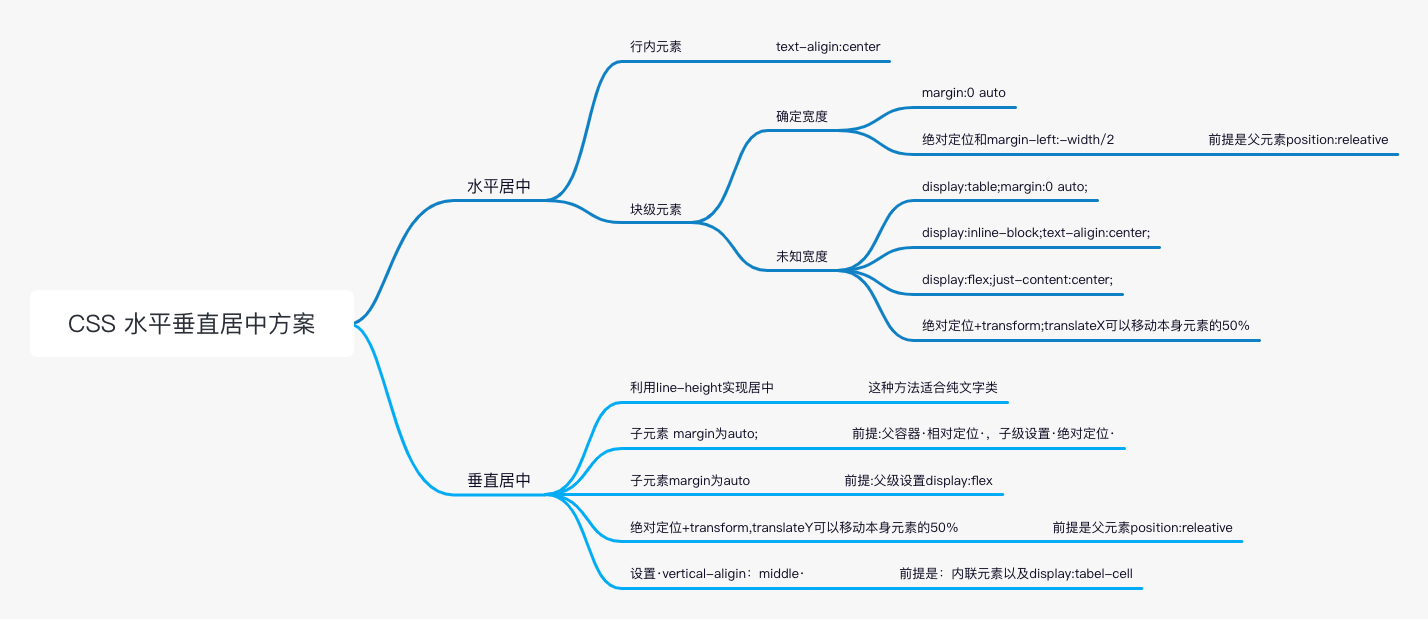 CSS 水平垂直居中方案
水平居中
行内元素
text-aligin:center
块级元素
确定宽度
margin:0 auto
绝对定位和margin-left:-width/2
前提是父元素position:releative
未知宽度
display:table;margin:0 auto;
display:inline-block;text-aligin:center;
display:flex;just-content:center;
绝对定位+transform;translateX可以移动本身元素的50%
垂直居中
利用line-height实现居中
这种方法适合纯文字类
子元素 margin为auto;
前提:父容器·相对定位·，子级设置·绝对定位·
子元素margin为auto
前提:父级设置display:flex
绝对定位+transform,translateY可以移动本身元素的50%
前提是父元素position:releative
设置·vertical-aligin：middle·
前提是：内联元素以及display:tabel-cell